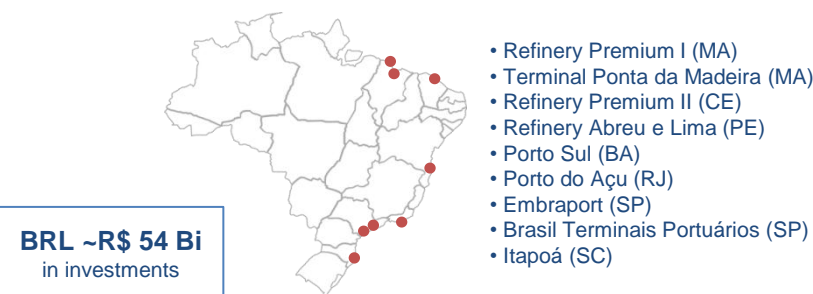 • Refinery Premium I (MA)
• Terminal Ponta da Madeira (MA)
• Refinery Premium II (CE)
• Refinery Abreu e Lima (PE)
• Porto Sul (BA)
• Porto do Açu (RJ)
• Embraport (SP)
• Brasil Terminais Portuários (SP)
• Itapoá (SC)
BRL ~R$ 54 Bi
in investments